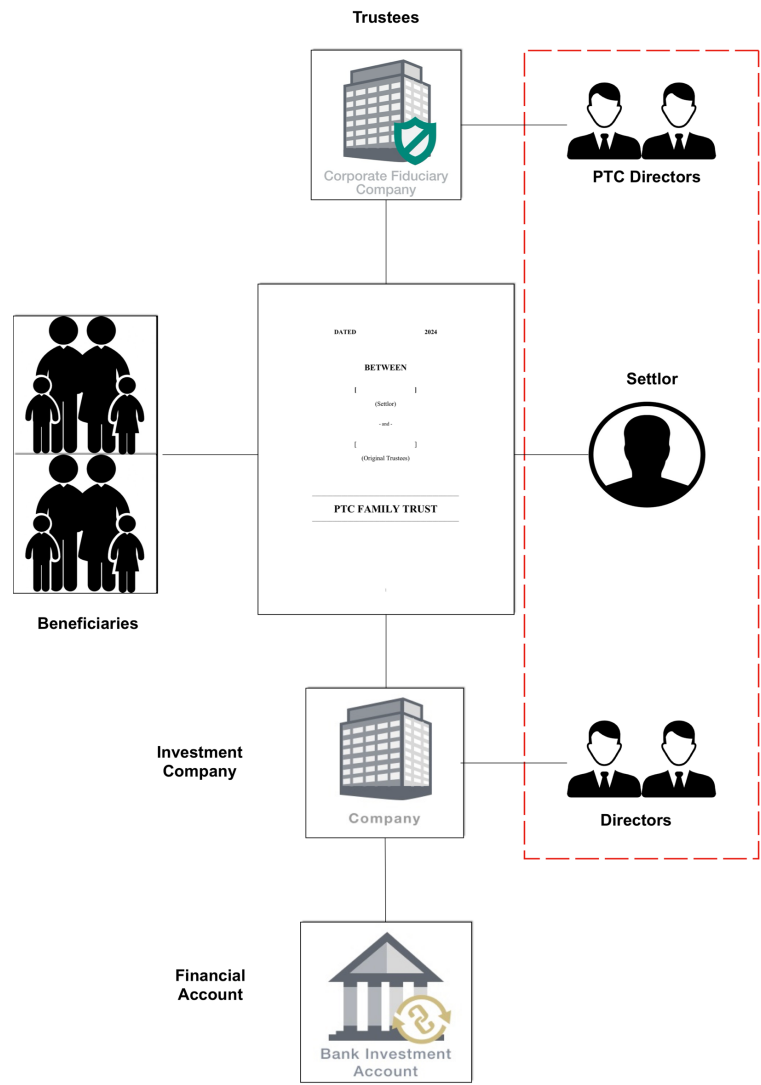 Trustees
Corporate Fiduciary
Company
PTC Directors
DATED 2024
BETWEEN
[ ]
(Settlor)
- and -
[ ]
(Original Trustees)
PTC FAMILY TRUST
Settlor
Beneficiaries
Investment
Company
Company
Directors
Financial
Account
Bank Investment
Account